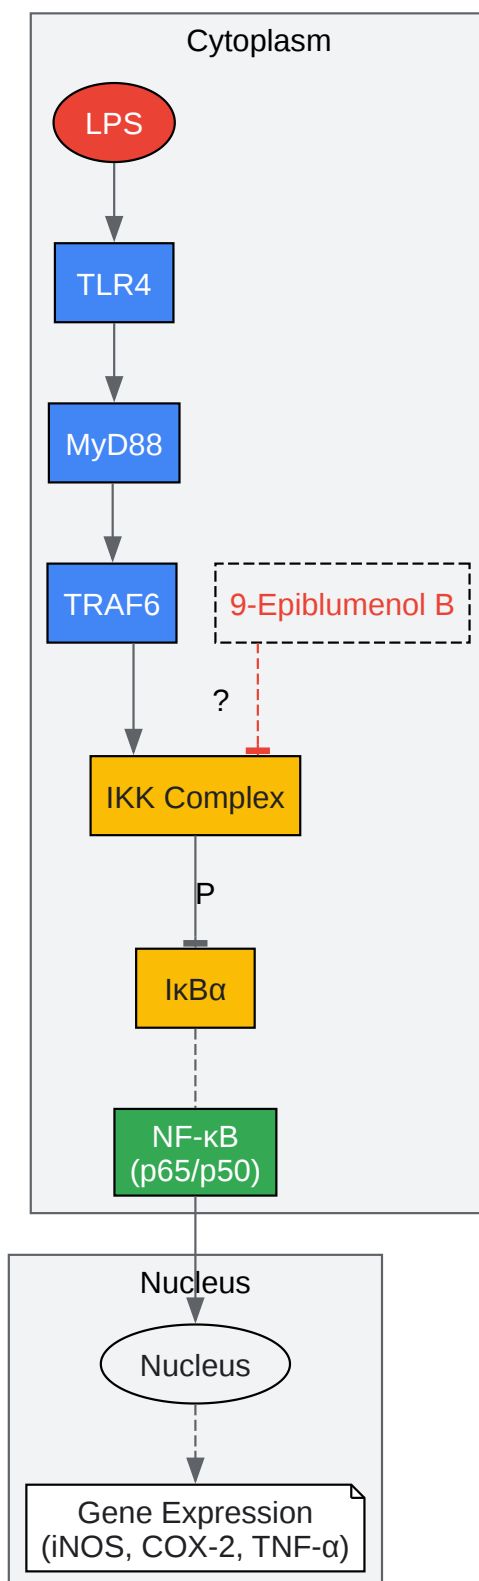 Cytoplasm
LPS
TLR4
MyD88
TRAF6
9-Epiblumenol B
?
IKK Complex
P
IκBα
NF-κB
(p65/p50)
Nucleus
Nucleus
Gene Expression
(iNOS, COX-2, TNF-α)